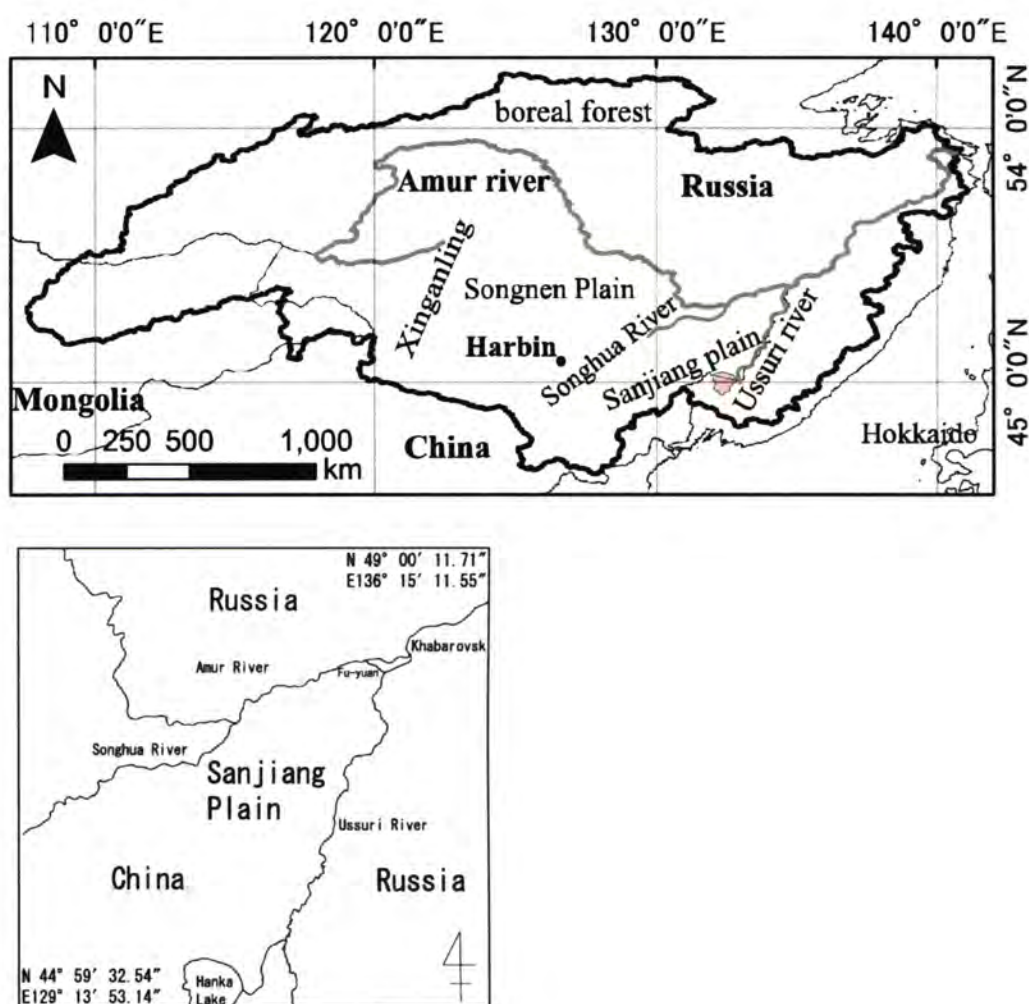 110° 0'0"E 120° 0'0"E 130° 0'0"E 140° 0'0"E
N
boreal forest
54° 0'0"N
Amur river
Russia
Xinganling
Songnen Plain
Harbin
Songhua River
Sanjiang plain
Ussuri river
45° 0'0"N
Mongolia
China
Hokkaido
0 250 500 1,000
km
N 49° 00′ 11.71″
E136° 15′ 11.55″
Russia
Khabarovsk
Amur River
Fu-yuan
Songhua River
Sanjiang
Plain
Ussuri River
China
Russia
N 44° 59′ 32.54″
E129° 13′ 53.14″
Hanka
Lake